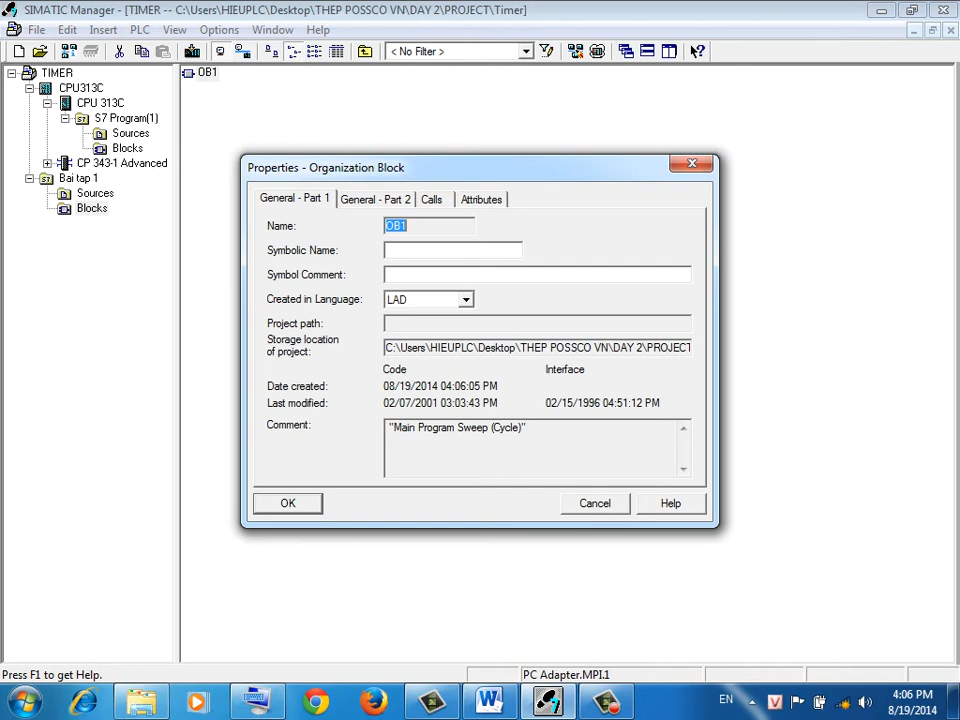 SIMATIC Manager - [TIMER -- C:\Users\HIEUPLC\Desktop\THEP POSSCO VN\DAY 2\PROJECT\Timer]
File Edit Insert PLC View Options Window Help
< No Filter >
TIMER
CPU313C
CPU 313C
S7 Program(1)
Sources
Blocks
CP 343-1 Advanced
Bai tap 1
Sources
Blocks
OB1
Properties - Organization Block
General - Part 1 General - Part 2 Calls Attributes
Name: OB1
Symbolic Name:
Symbol Comment:
Created in Language: LAD
Project path:
Storage location
of project: C:\Users\HIEUPLC\Desktop\THEP POSSCO VN\DAY 2\PROJECT
Code Interface
Date created: 08/19/2014 04:06:05 PM
Last modified: 02/07/2001 03:03:43 PM 02/15/1996 04:51:12 PM
Comment: "Main Program Sweep (Cycle)"
OK Cancel Help
Press F1 to get Help. PC Adapter.MPI.1
EN
4:06 PM
8/19/2014